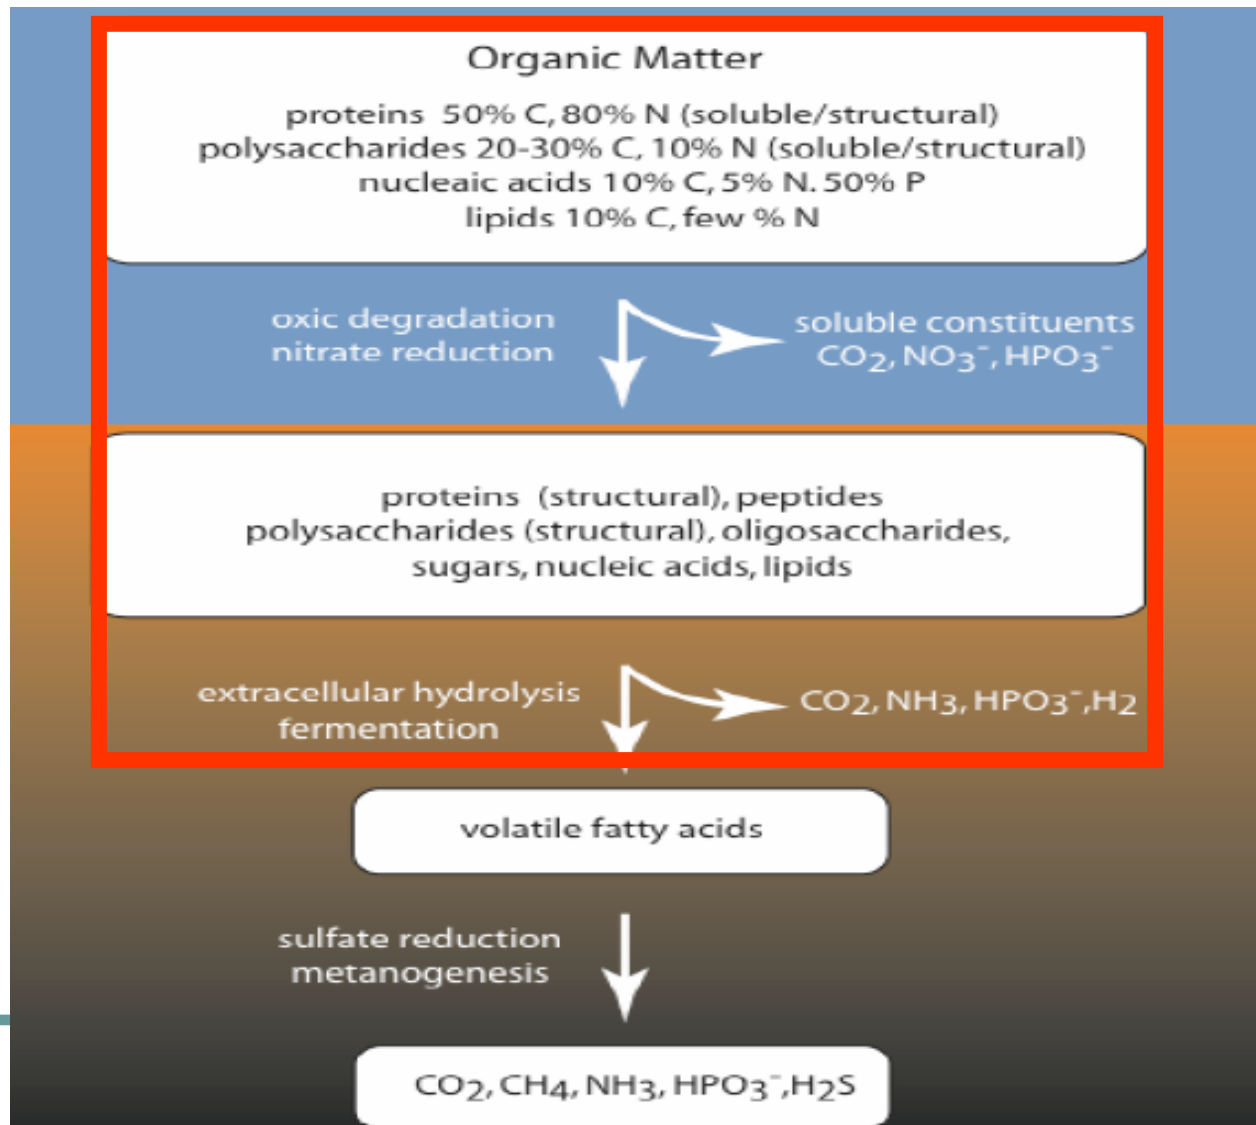 Organic Matter
proteins 50% C, 80% N (soluble/structural)
polysaccharides 20-30% C, 10% N (soluble/structural)
nucleaic acids 10% C, 5% N. 50% P
lipids 10% C, few % N
oxic degradation
nitrate reduction
soluble constituents
CO₂, NO₃⁻, HPO₃⁻
proteins (structural), peptides
polysaccharides (structural), oligosaccharides,
sugars, nucleic acids, lipids
extracellular hydrolysis
fermentation
CO₂, NH₃, HPO₃⁻,H₂
volatile fatty acids
sulfate reduction
metanogenesis
CO₂, CH₄, NH₃, HPO₃⁻,H₂S